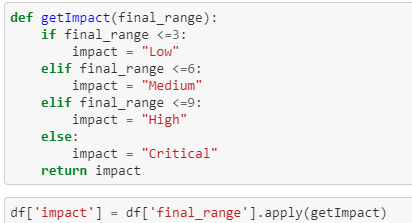 def getImpact(final_range):
    if final_range <=3:
        impact = "Low"
    elif final_range <=6:
        impact = "Medium"
    elif final_range <=9:
        impact = "High"
    else:
        impact = "Critical"
    return impact
df['impact'] = df['final_range'].apply(getImpact)